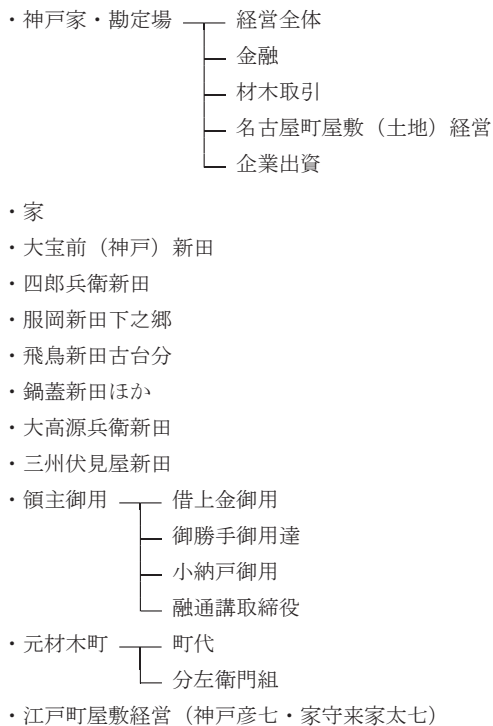 ・神戸家・勘定場 経営全体
金融
材木取引
名古屋町屋敷（土地）経営
企業出資
・家
・大宝前（神戸）新田
・四郎兵衛新田
・服岡新田下之郷
・飛鳥新田古台分
・鍋蓋新田ほか
・大高源兵衛新田
・三州伏見屋新田
・領主御用 借上金御用
御勝手御用達
小納戸御用
融通講取締役
・元材木町 町代
分左衛門組
・江戸町屋敷経営（神戸彦七・家守来家太七）